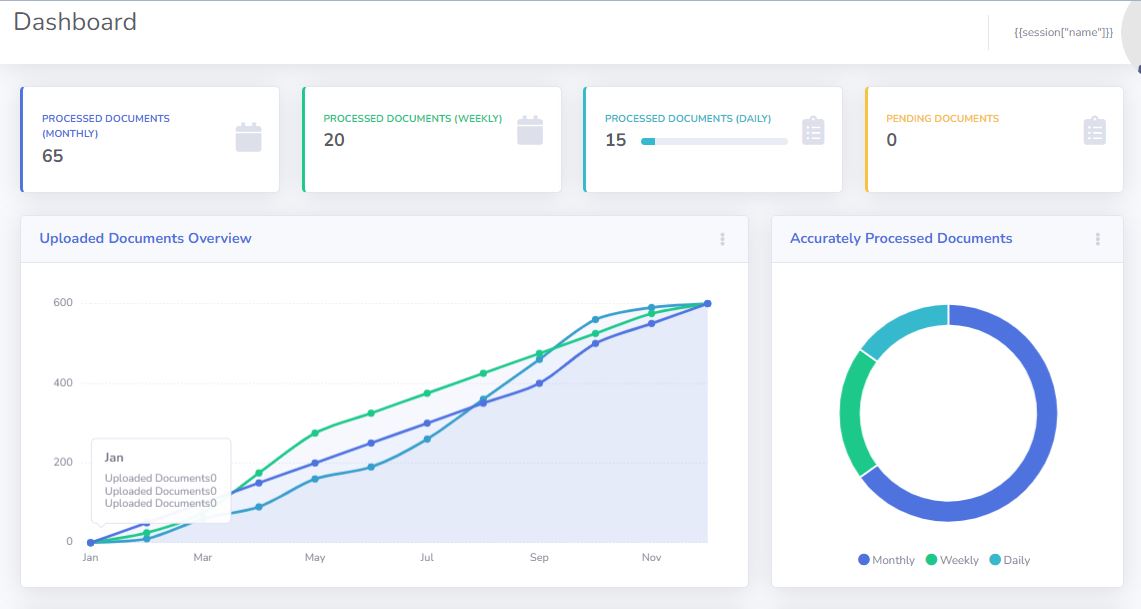 Dashboard
{{session["name"]}}
PROCESSED DOCUMENTS
(MONTHLY)
65
PROCESSED DOCUMENTS (WEEKLY)
20
PROCESSED DOCUMENTS (DAILY)
15
PENDING DOCUMENTS
0
Uploaded Documents Overview
600
400
200
0
Jan
Uploaded Documents0
Uploaded Documents0
Uploaded Documents0
Jan Mar May Jul Sep Nov
Accurately Processed Documents
Monthly Weekly Daily